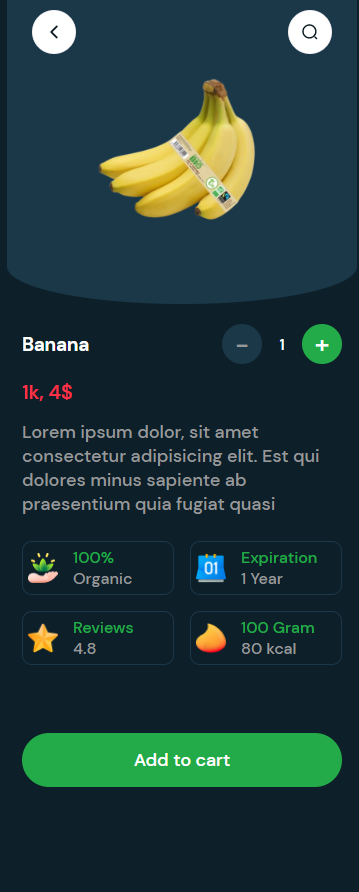 BIO
Banana
− 1 +
1k, 4$
Lorem ipsum dolor, sit amet
consectetur adipisicing elit. Est qui
dolores minus sapiente ab
praesentium quia fugiat quasi
100%
Organic
01
Expiration
1 Year
Reviews
4.8
100 Gram
80 kcal
Add to cart